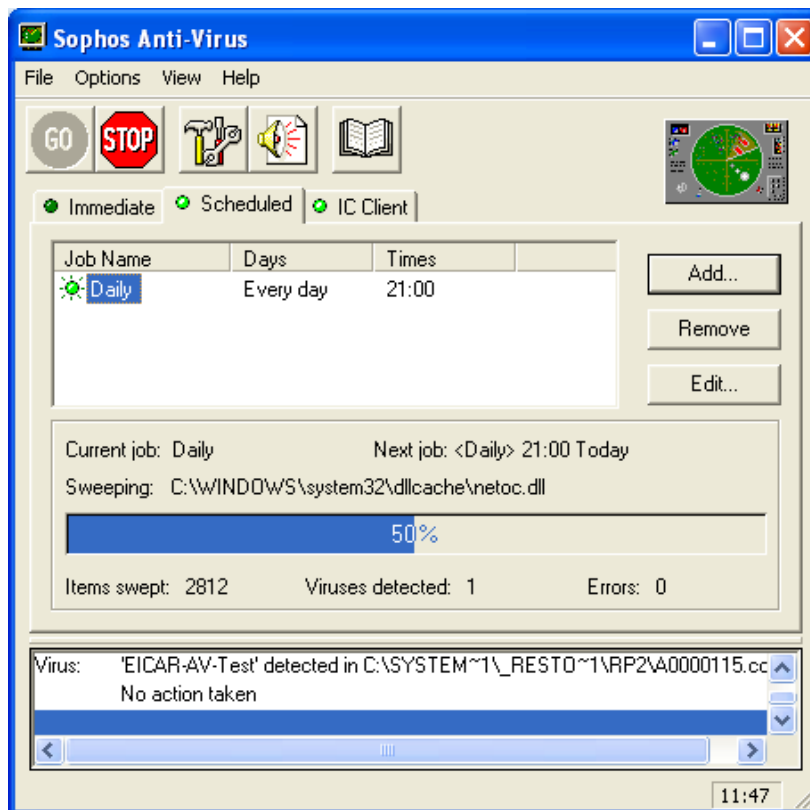 Sophos Anti-Virus
File Options View Help
GO STOP
Immediate Scheduled IC Client
Job Name Days Times
Daily Every day 21:00
Add...
Remove
Edit...
Current job: Daily Next job: <Daily> 21:00 Today
Sweeping: C:\WINDOWS\system32\dllcache\netoc.dll
50%
Items swept: 2812 Viruses detected: 1 Errors: 0
Virus: 'EICAR-AV-Test' detected in C:\SYSTEM~1\_RESTO~1\RP2\A0000115.cc
No action taken
11:47